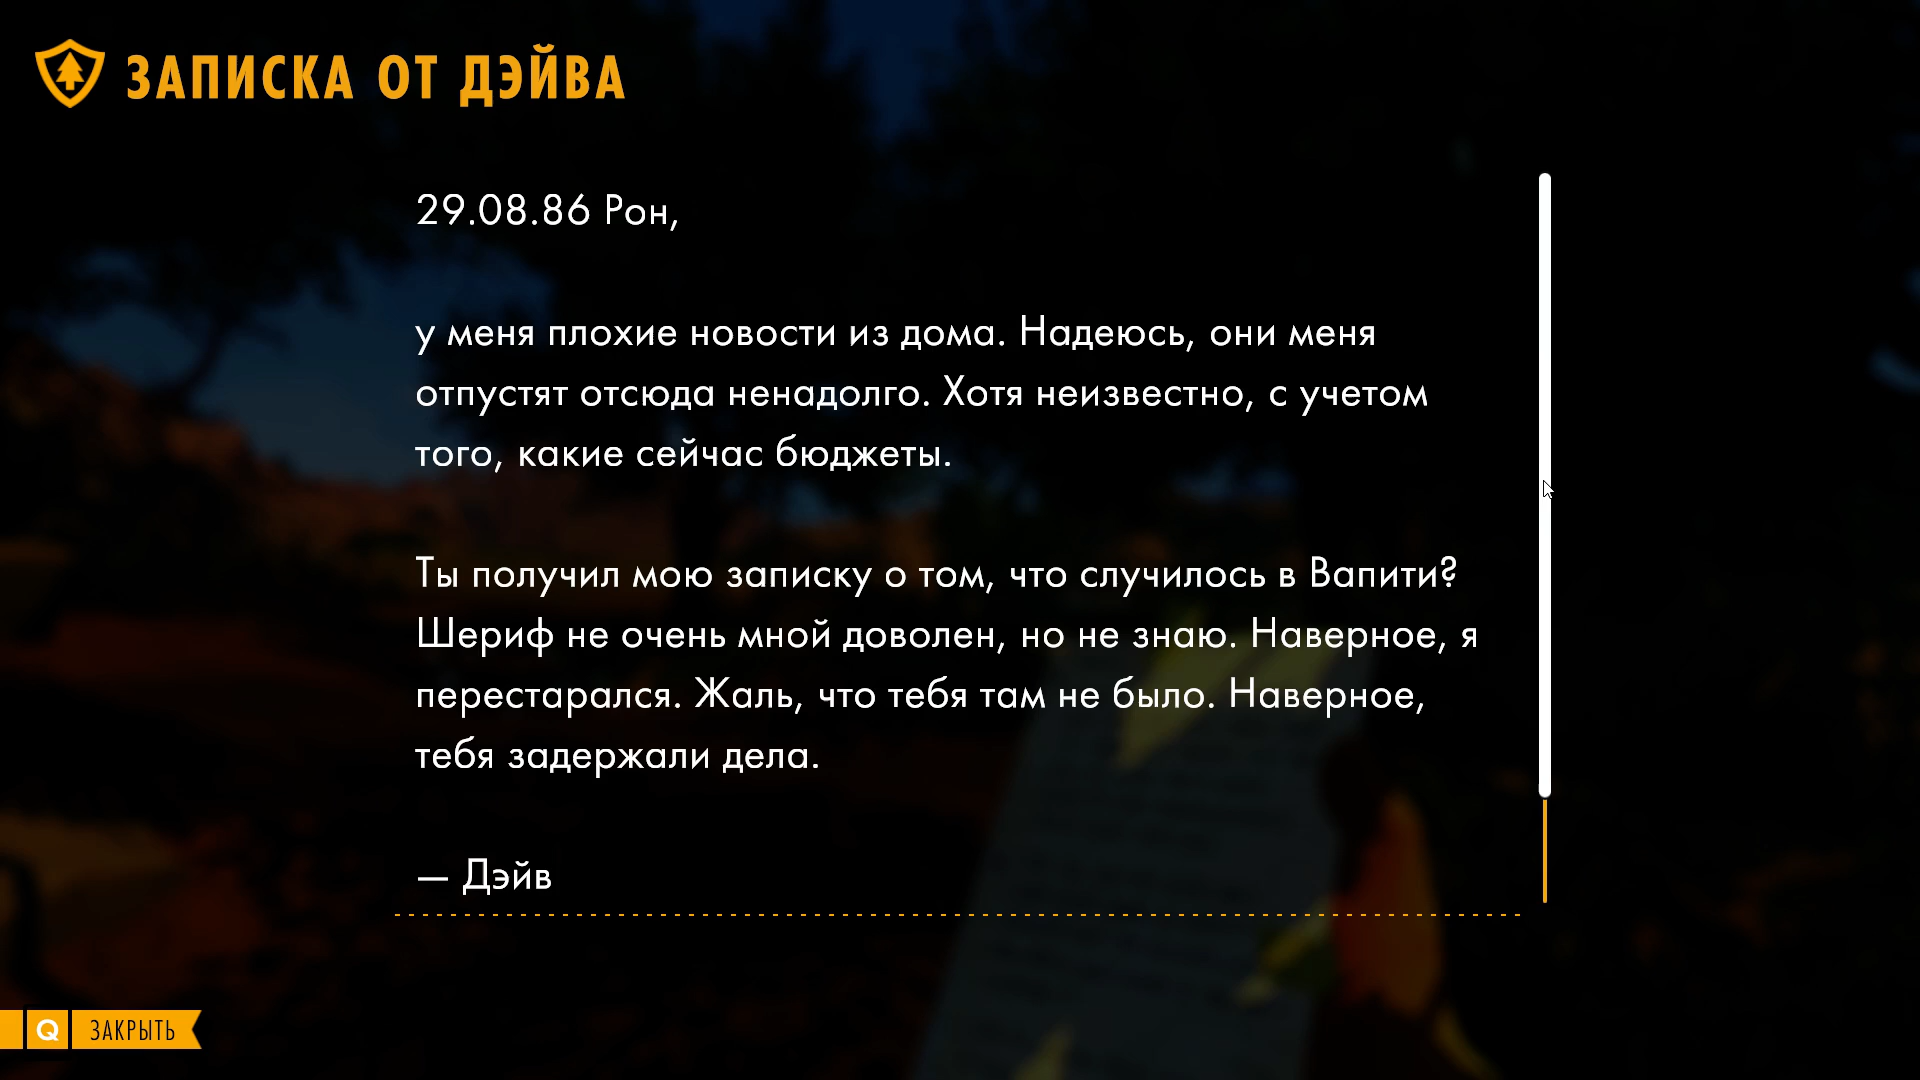 ЗАПИСКА ОТ ДЭЙВА
29.08.86 Рон,
у меня плохие новости из дома. Надеюсь, они меня
отпустят отсюда ненадолго. Хотя неизвестно, с учетом
того, какие сейчас бюджеты.
Ты получил мою записку о том, что случилось в Вапити?
Шериф не очень мной доволен, но не знаю. Наверное, я
перестарался. Жаль, что тебя там не было. Наверное,
тебя задержали дела.
— Дэйв
Q ЗАКРЫТЬ